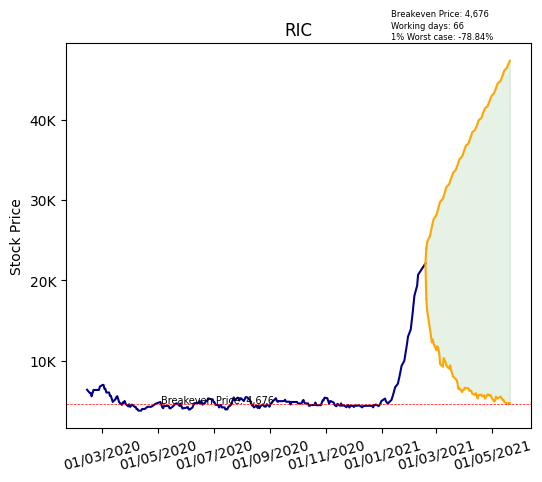 Breakeven Price: 4,676
Working days: 66
1% Worst case: -78.84%
RIC
Stock Price
40K
30K
20K
10K
Breakeven Price: 4,676
01/03/2020
01/05/2020
01/07/2020
01/09/2020
01/11/2020
01/01/2021
01/03/2021
01/05/2021